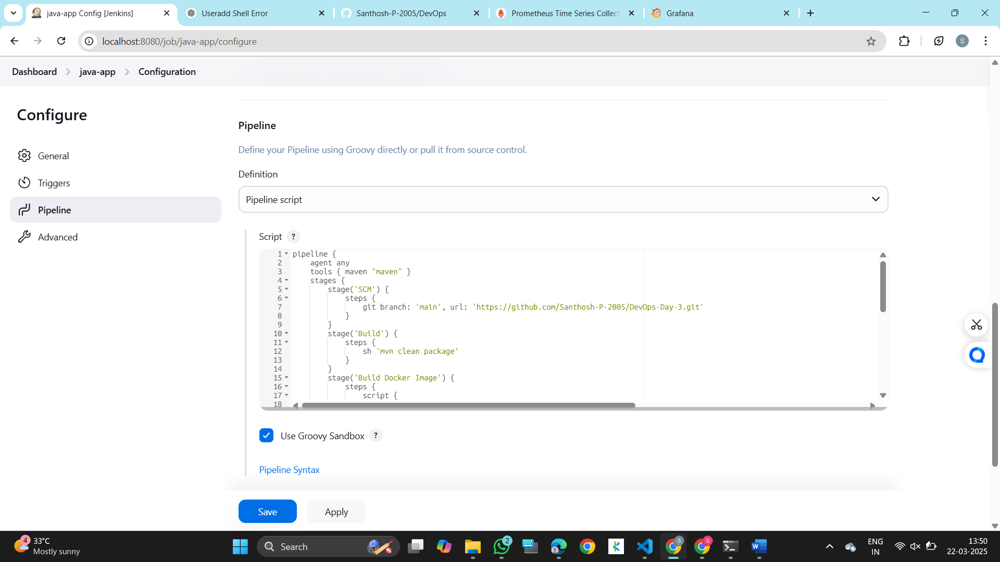 java-app Config [Jenkins]
Useradd Shell Error
Santhosh-P-2005/DevOps
Prometheus Time Series Collect
Grafana
localhost:8080/job/java-app/configure
S
Dashboard
java-app
Configuration
Configure
General
Triggers
Pipeline
Advanced
Pipeline
Define your Pipeline using Groovy directly or pull it from source control.
Definition
Pipeline script
Script ?
1 pipeline {
2 agent any
3 tools { maven "maven" }
4 stages {
5 stage('SCM') {
6 steps {
7 git branch: 'main', url: 'https://github.com/Santhosh-P-2005/DevOps-Day-3.git'
8 }
9 }
10 stage('Build') {
11 steps {
12 sh 'mvn clean package'
13 }
14 }
15 stage('Build Docker Image') {
16 steps {
17 script {
18
Use Groovy Sandbox ?
Pipeline Syntax
Save
Apply
4
33°C
Mostly sunny
Search
2
S
S
W
ENG
IN
13:50
22-03-2025